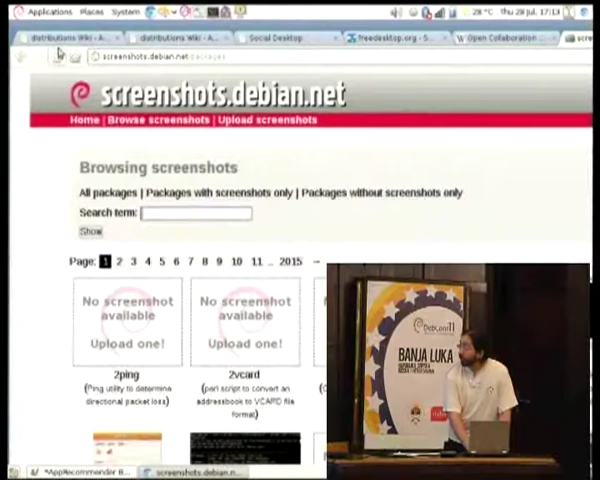 Applications Places System
28 °C Thu 28 Jul, 17:13
distributions Wiki - A... distributions Wiki - A... Social Desktop freedesktop.org - S... Open Collaboration ... scre
screenshots.debian.net/packages
screenshots.debian.net
Home | Browse screenshots | Upload screenshots
Browsing screenshots
All packages | Packages with screenshots only | Packages without screenshots only
Search term:
Show
Page: 1 2 3 4 5 6 7 8 9 10 11 .. 2015
No screenshot available
Upload one!
No screenshot available
Upload one!
2ping
(Ping utility to determine directional packet loss)
2vcard
(perl script to convert an addressbook to VCARD file format)
DebConf11
BANJA LUKA
*AppRecommender B...
screenshots.debian.n...